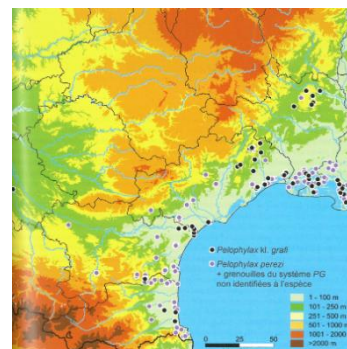 Pelophylax kl. grafi
Pelophylax perezi
+ grenouilles du système PG
non identifiées à l'espèce
1 - 100 m
101 - 250 m
251 - 500 m
501 - 1000 m
1001 - 2000 m
>2000 m
0 25 50